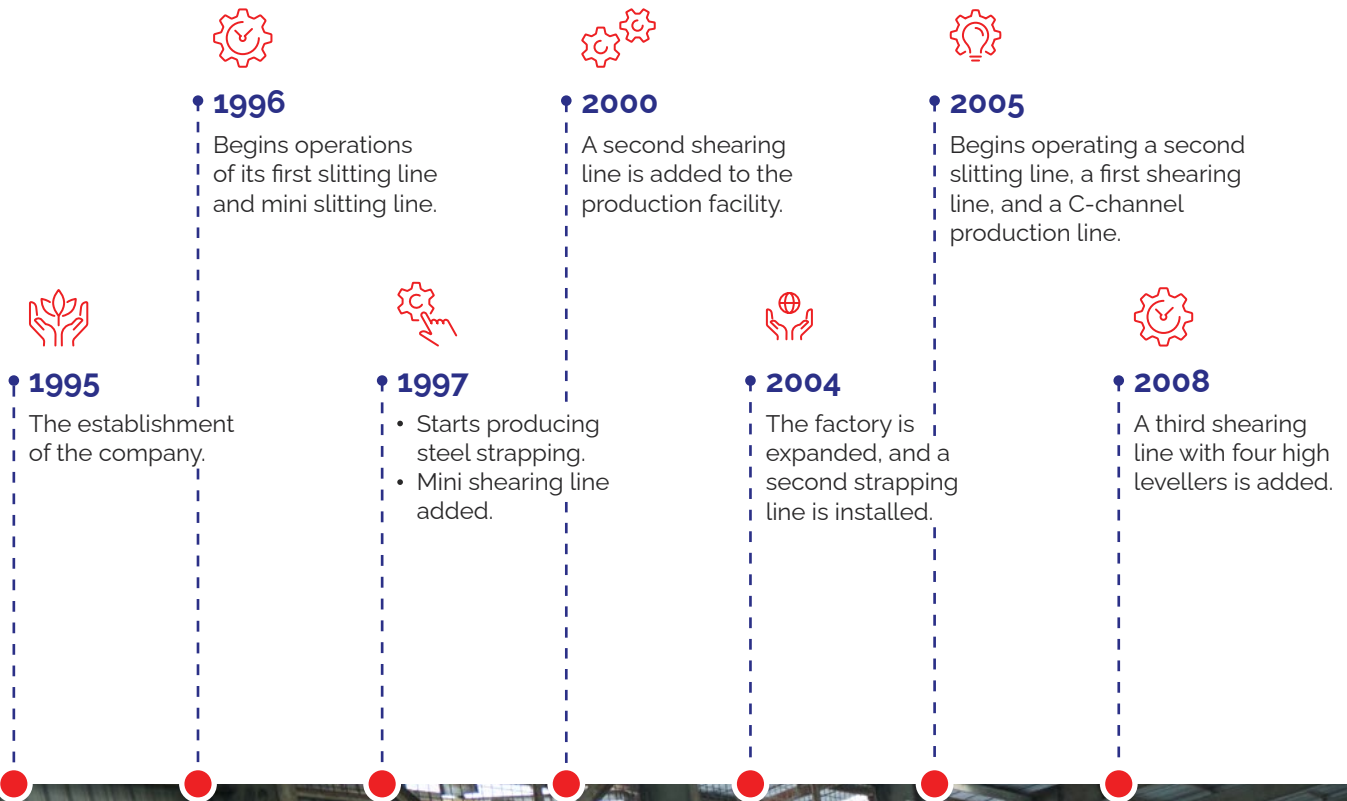 1996
Begins operations
of its first slitting line
and mini slitting line.
2000
A second shearing
line is added to the
production facility.
2005
Begins operating a second
slitting line, a first shearing
line, and a C-channel
production line.
1995
The establishment
of the company.
1997
• Starts producing
steel strapping.
• Mini shearing line
added.
2004
The factory is
expanded, and a
second strapping
line is installed.
2008
A third shearing
line with four high
levellers is added.